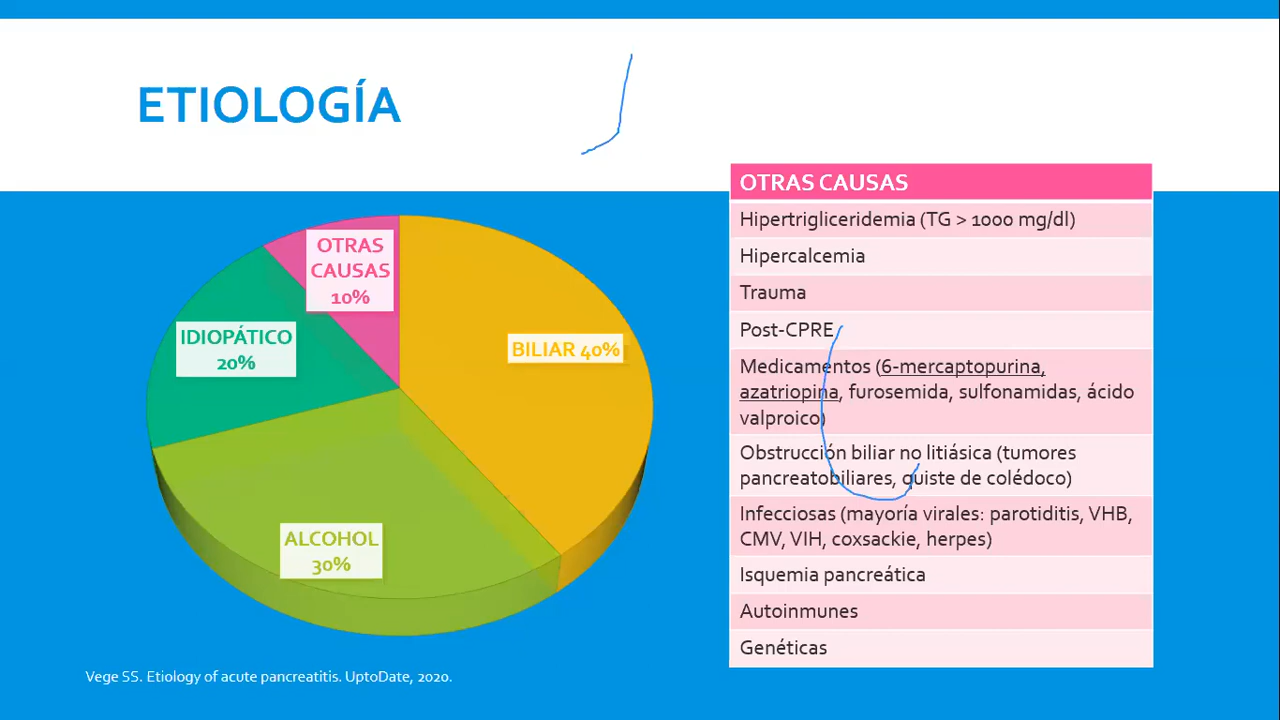 ETIOLOGÍA
OTRAS
CAUSAS
10%
IDIOPÁTICO
20%
BILIAR 40%
ALCOHOL
30%
OTRAS CAUSAS
Hipertrigliceridemia (TG > 1000 mg/dl)
Hipercalcemia
Trauma
Post-CPRE
Medicamentos (6-mercaptopurina,
azatriopina, furosemida, sulfonamidas, ácido
valproico)
Obstrucción biliar no litiásica (tumores
pancreatobiliares, quiste de colédoco)
Infecciosas (mayoría virales: parotiditis, VHB,
CMV, VIH, coxsackie, herpes)
Isquemia pancreática
Autoinmunes
Genéticas
Vege SS. Etiology of acute pancreatitis. UptoDate, 2020.